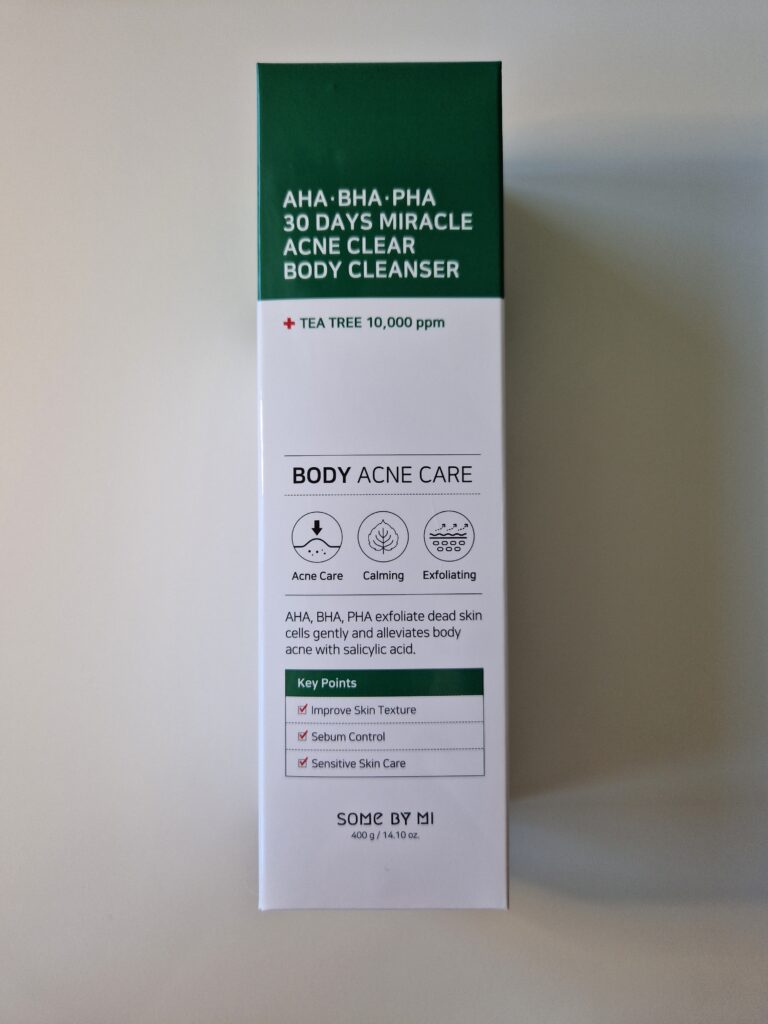 AHA·BHA·PHA
30 DAYS MIRACLE
ACNE CLEAR
BODY CLEANSER
+ TEA TREE 10,000 ppm
BODY ACNE CARE
Acne Care Calming Exfoliating
AHA, BHA, PHA exfoliate dead skin
cells gently and alleviates body
acne with salicylic acid.
Key Points
Improve Skin Texture
Sebum Control
Sensitive Skin Care
SOME BY MI
400 g / 14.10 oz.